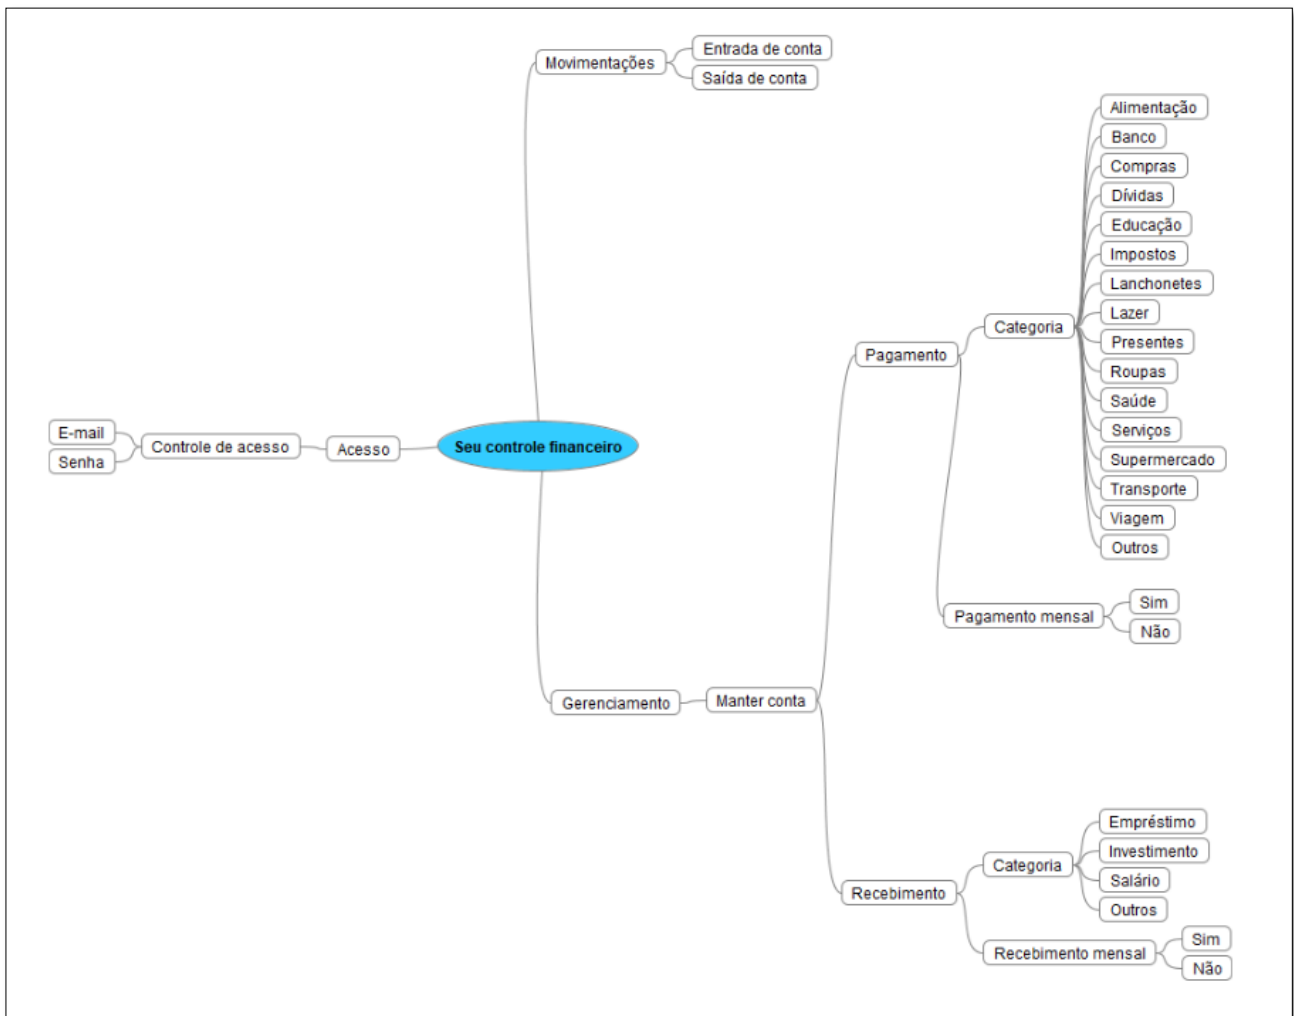 Movimentações
Entrada de conta
Saída de conta
Alimentação
Banco
Compras
Dívidas
Educação
Impostos
Lanchonetes
Lazer
Categoria
Presentes
Pagamento
Roupas
Saúde
Serviços
Supermercado
Transporte
Viagem
Outros
E-mail
Senha
Controle de acesso
Acesso
Seu controle financeiro
Pagamento mensal
Sim
Não
Gerenciamento
Manter conta
Recebimento
Categoria
Empréstimo
Investimento
Salário
Outros
Recebimento mensal
Sim
Não